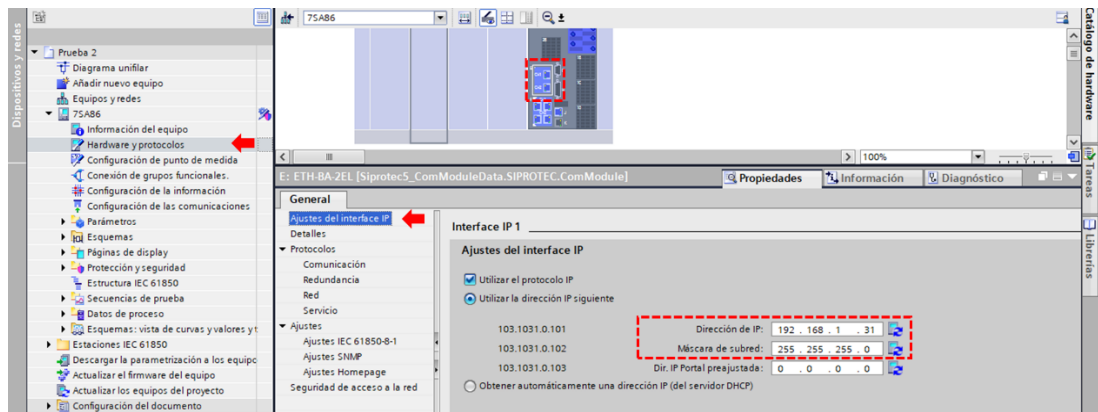 Dispositivos y redes
Prueba 2
Diagrama unifilar
Añadir nuevo equipo
Equipos y redes
7SA86
Información del equipo
Hardware y protocolos
Configuración de punto de medida
Conexión de grupos funcionales.
Configuración de la información
Configuración de las comunicaciones
Parámetros
Esquemas
Páginas de display
Protección y seguridad
Estructura IEC 61850
Secuencias de prueba
Datos de proceso
Esquemas: vista de curvas y valores y t
Estaciones IEC 61850
Descargar la parametrización a los equipo
Actualizar el firmware del equipo
Actualizar los equipos del proyecto
Configuración del documento
7SA86
100%
E: ETH-BA-2EL [Siprotec5_ComModuleData.SIPROTEC.ComModule]
Propiedades Información Diagnóstico
General
Ajustes del interface IP
Detalles
Protocolos
Comunicación
Redundancia
Red
Servicio
Ajustes
Ajustes IEC 61850-8-1
Ajustes SNMP
Ajustes Homepage
Seguridad de acceso a la red
Interface IP 1
Ajustes del interface IP
Utilizar el protocolo IP
Utilizar la dirección IP siguiente
103.1031.0.101 Dirección de IP: 192 . 168 . 1 . 31
103.1031.0.102 Máscara de subred: 255 . 255 . 255 . 0
103.1031.0.103 Dir. IP Portal preajustada: 0 . 0 . 0 . 0
Obtener automáticamente una dirección IP (del servidor DHCP)
Catálogo de hardware
Tareas
Librerías